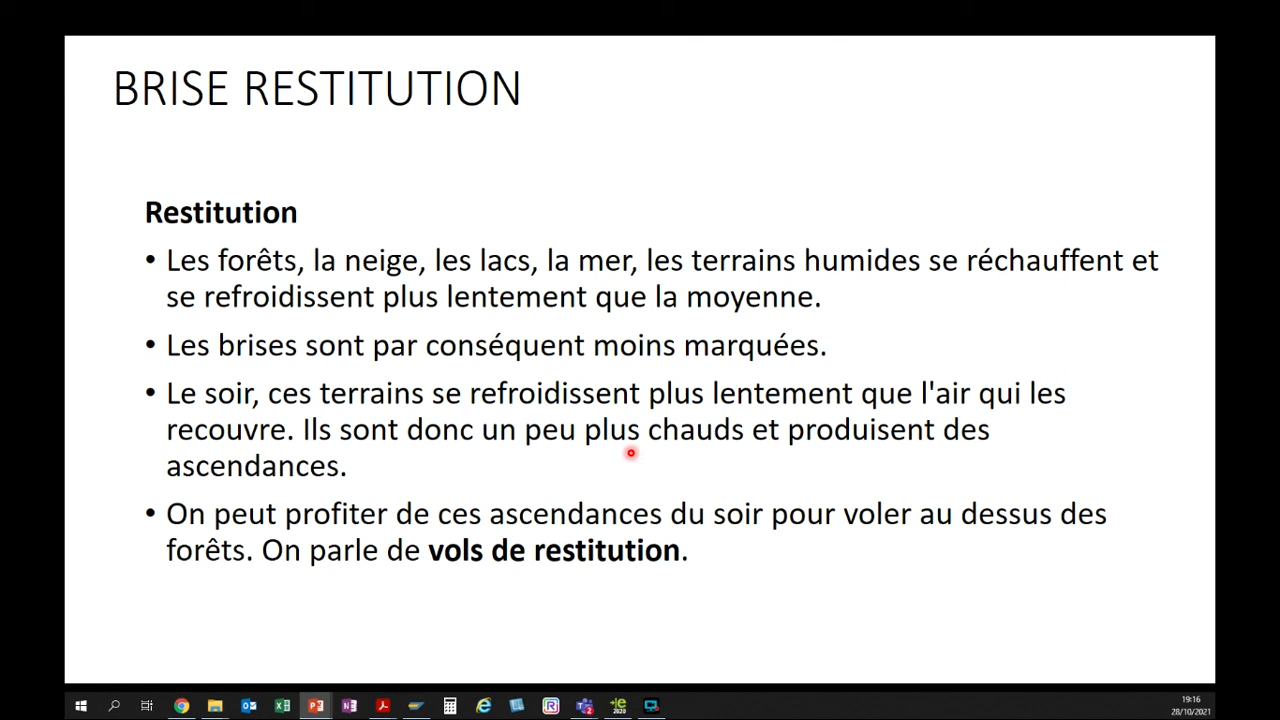 BRISE RESTITUTION
Restitution
• Les forêts, la neige, les lacs, la mer, les terrains humides se réchauffent et
se refroidissent plus lentement que la moyenne.
• Les brises sont par conséquent moins marquées.
• Le soir, ces terrains se refroidissent plus lentement que l'air qui les
recouvre. Ils sont donc un peu plus chauds et produisent des
ascendances.
• On peut profiter de ces ascendances du soir pour voler au dessus des
forêts. On parle de vols de restitution.
19:16
28/10/2021